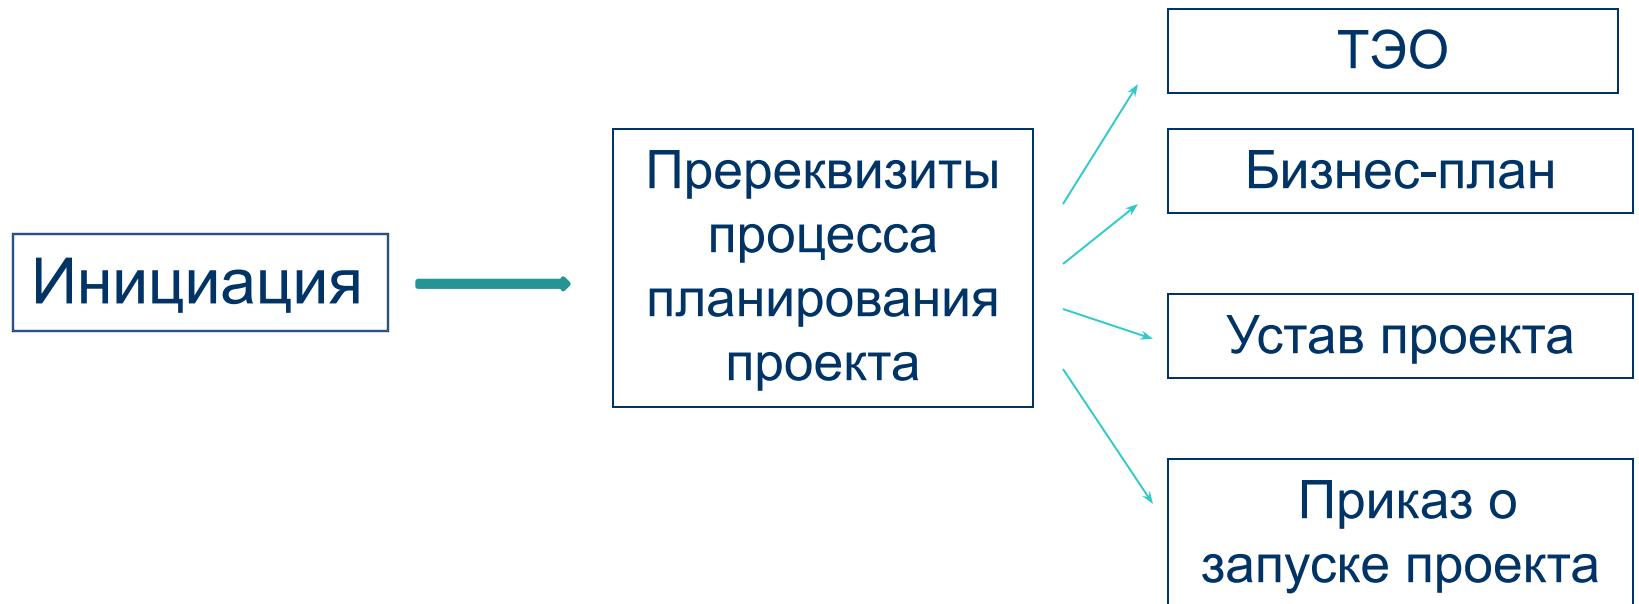 Инициация
Пререквизиты
процесса
планирования
проекта
ТЭО
Бизнес-план
Устав проекта
Приказ о
запуске проекта